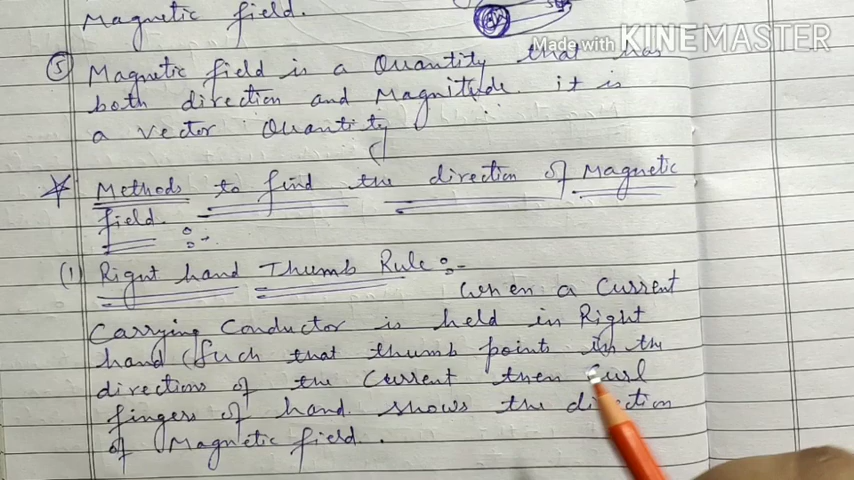 Magnetic field.
Made with KINEMASTER
(5) Magnetic field is a Quantity that has
both direction and Magnitude. it is
a vector Quantity
Methods to find the direction of Magnetic
field :-
(1) Right hand Thumb Rule :-
When a Current
Carrying Conductor is held in Right
hand (Such that thumb points in the
directions of the Current then Curl
fingers of hand shows the direction
of Magnetic field.